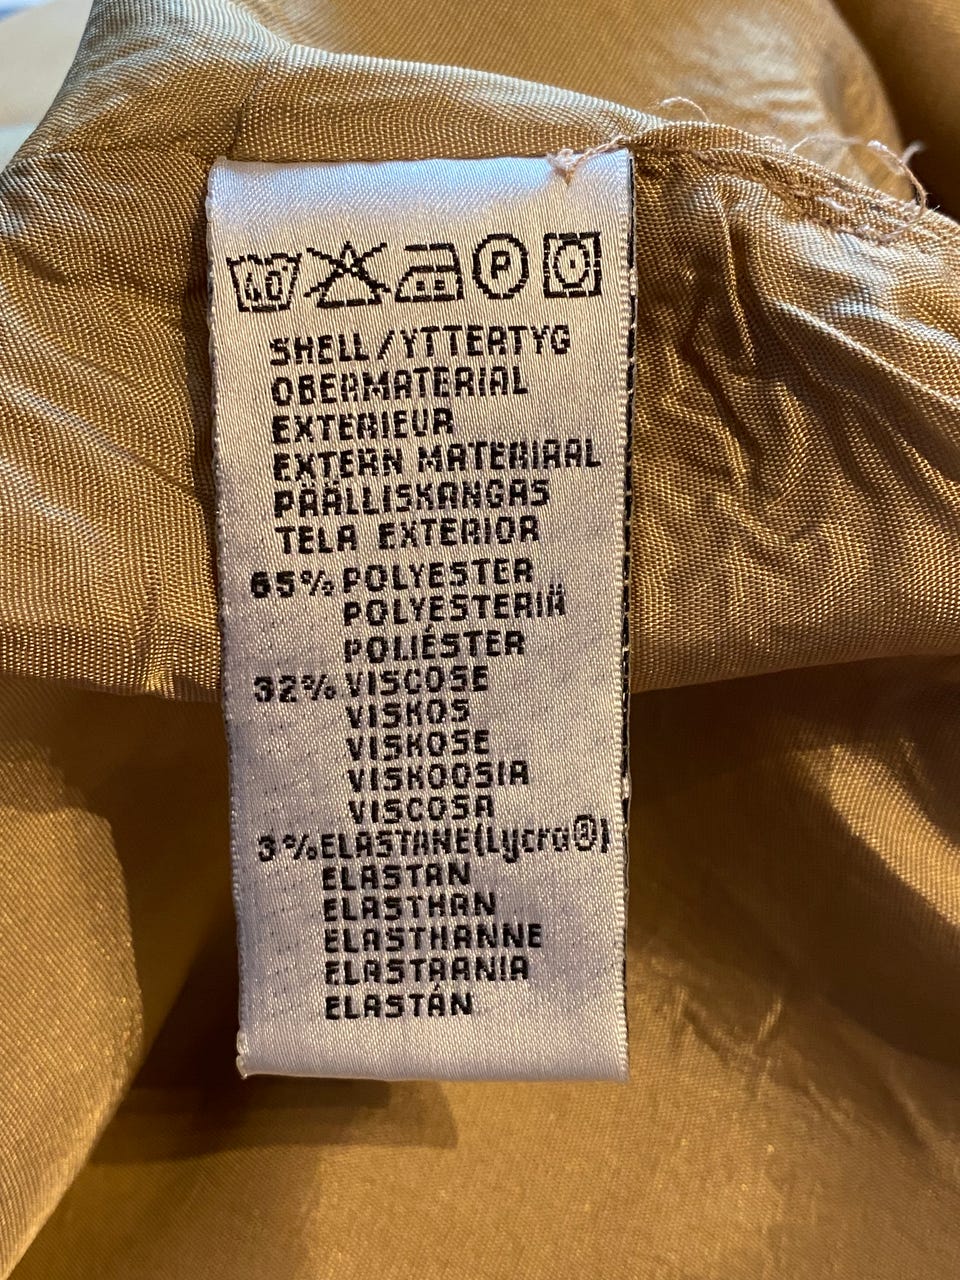 40 P
SHELL/YTTERTYG
OBERMATERIAL
EXTERIEUR
EXTERN MATERIAAL
PÄÄLLISKANGAS
TELA EXTERIOR
65% POLYESTER
POLYESTERIÄ
POLIÉSTER
32% VISCOSE
VISKOS
VISKOSE
VISKOOSIA
VISCOSA
3% ELASTANE(Lycra®)
ELASTAN
ELASTHAN
ELASTHANNE
ELASTAANIA
ELASTÁN